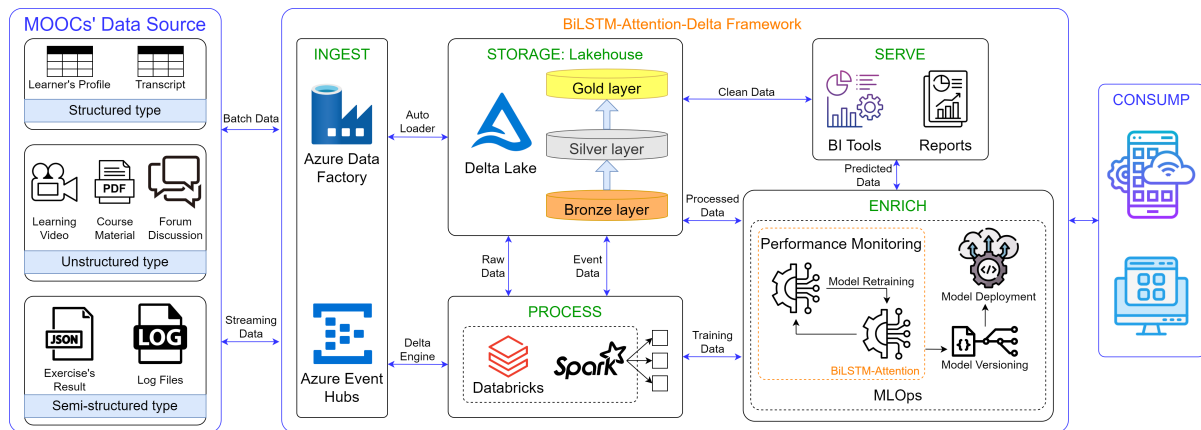 MOOCs' Data Source
Learner's Profile
Transcript
Structured type
Learning
Video
PDF
Course
Material
Forum
Discussion
Unstructured type
JSON
Exercise's
Result
LOG
Log Files
Semi-structured type
Batch Data
Streaming
Data
BiLSTM-Attention-Delta Framework
INGEST
Azure Data
Factory
Azure Event
Hubs
Auto
Loader
Delta
Engine
STORAGE: Lakehouse
Delta Lake
Gold layer
Silver layer
Bronze layer
Raw
Data
Event
Data
PROCESS
Databricks
Spark
Clean Data
Processed
Data
Training
Data
SERVE
BI Tools
Reports
Predicted
Data
ENRICH
Performance Monitoring
Model Retraining
BiLSTM-Attention
Model Deployment
Model Versioning
MLOps
CONSUMP